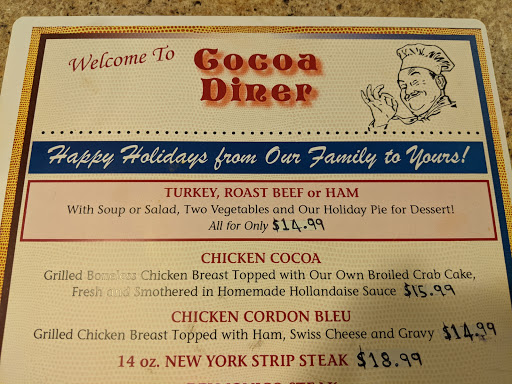 Welcome To
Cocoa
Diner
Happy Holidays from Our Family to Yours!
TURKEY, ROAST BEEF or HAM
With Soup or Salad, Two Vegetables and Our Holiday Pie for Dessert!
All for Only $14.99
CHICKEN COCOA
Grilled Boneless Chicken Breast Topped with Our Own Broiled Crab Cake,
Fresh and Smothered in Homemade Hollandaise Sauce $15.99
CHICKEN CORDON BLEU
Grilled Chicken Breast Topped with Ham, Swiss Cheese and Gravy $14.99
14 oz. NEW YORK STRIP STEAK $18.99